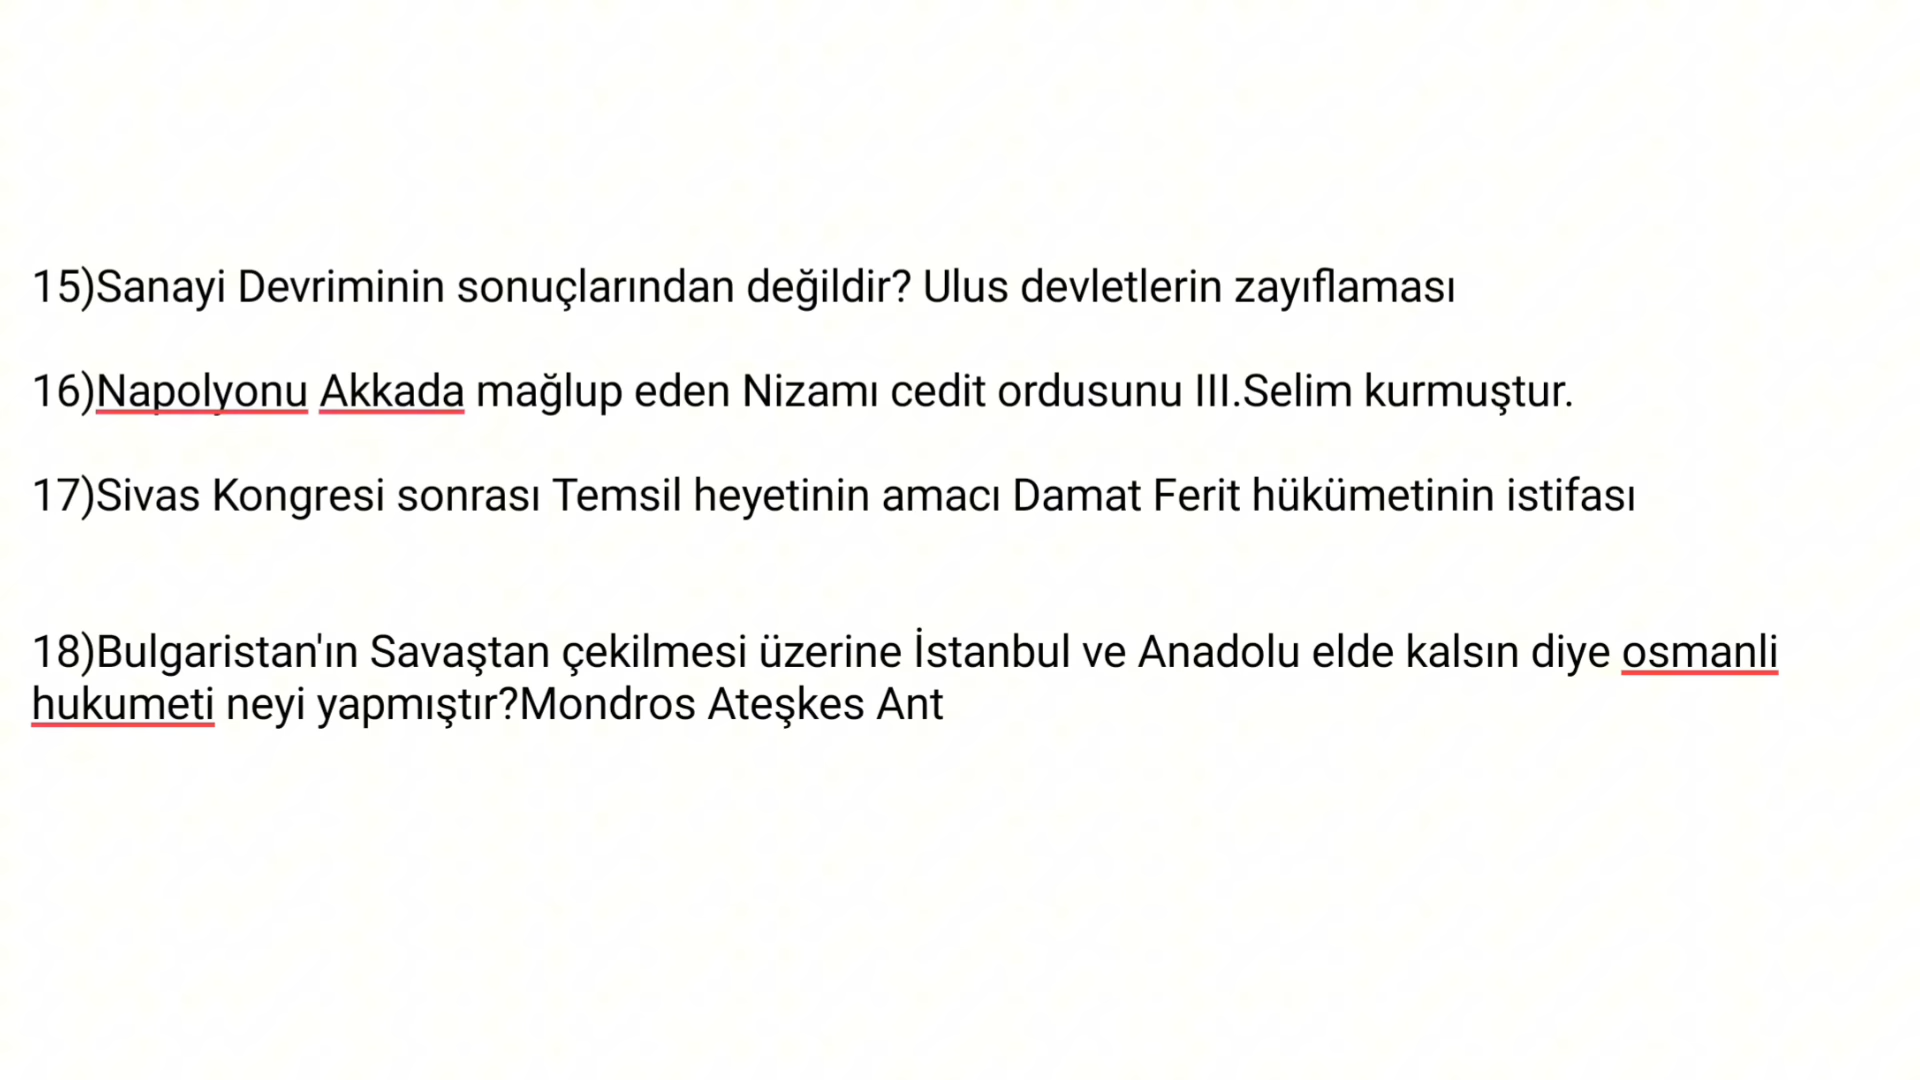 15)Sanayi Devriminin sonuçlarından değildir? Ulus devletlerin zayıflaması
16)Napolyonu Akkada mağlup eden Nizamı cedit ordusunu III.Selim kurmuştur.
17)Sivas Kongresi sonrası Temsil heyetinin amacı Damat Ferit hükümetinin istifası
18)Bulgaristan'ın Savaştan çekilmesi üzerine İstanbul ve Anadolu elde kalsın diye osmanli
hukumeti neyi yapmıştır?Mondros Ateşkes Ant